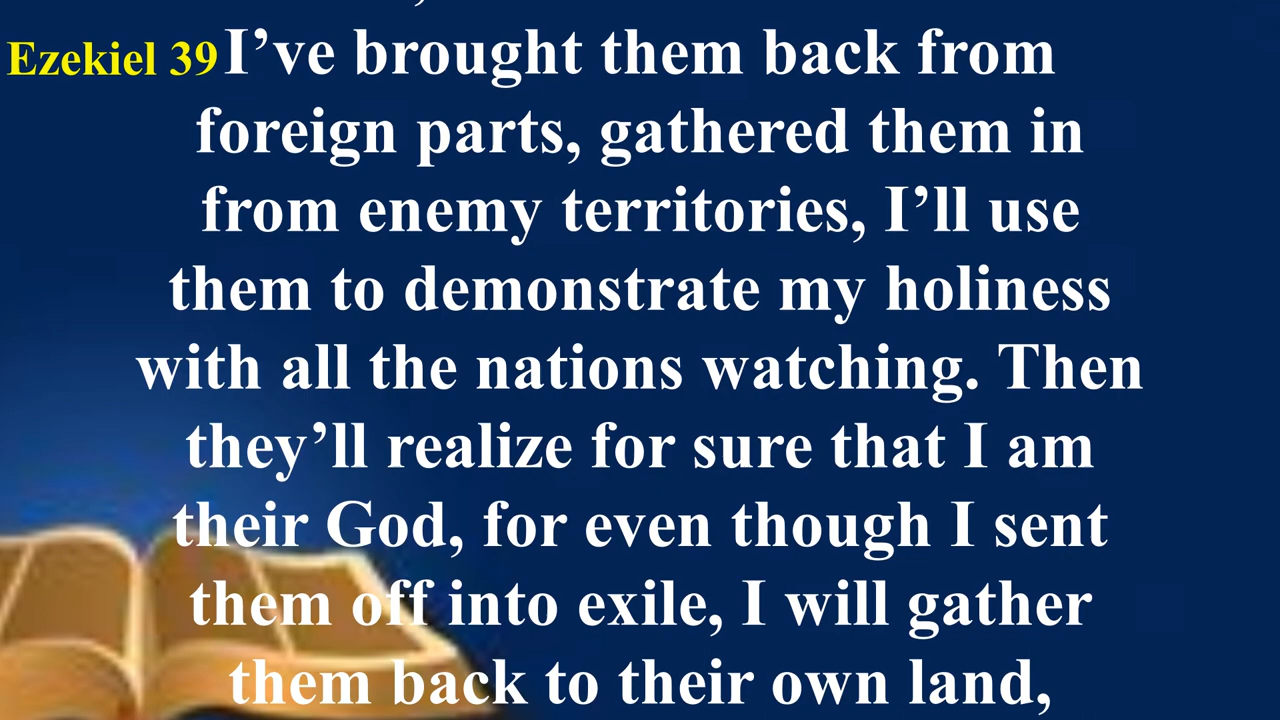 Ezekiel 39 I’ve brought them back from
foreign parts, gathered them in
from enemy territories, I’ll use
them to demonstrate my holiness
with all the nations watching. Then
they’ll realize for sure that I am
their God, for even though I sent
them off into exile, I will gather
them back to their own land,